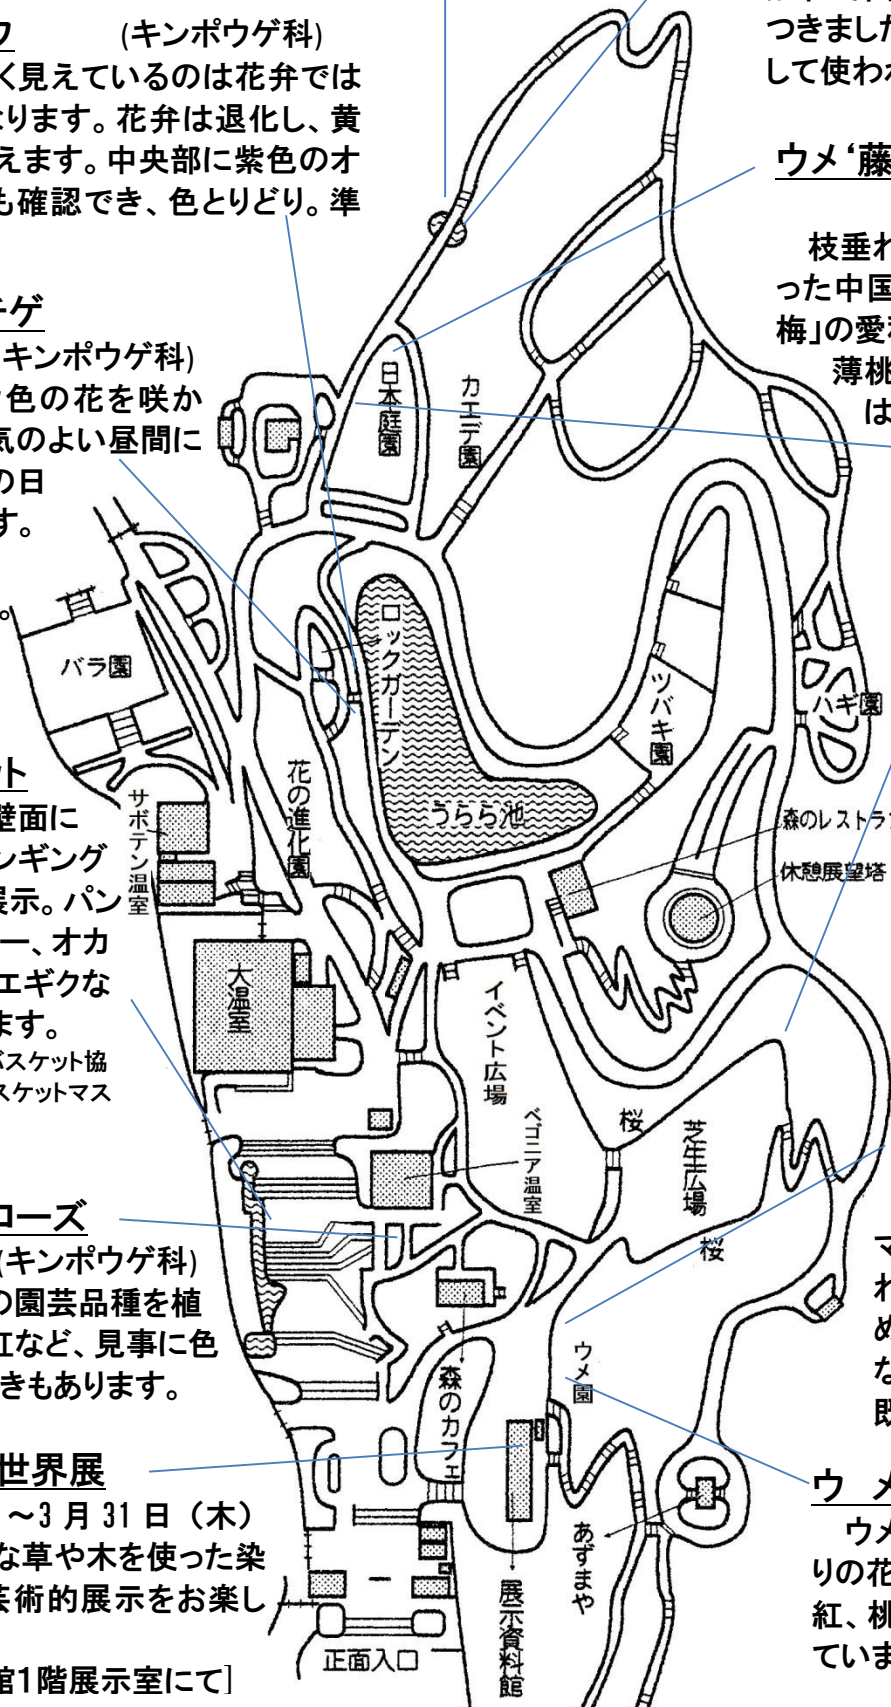 ウ　(キンポウゲ科)
く見えているのは花弁では
なります。花弁は退化し、黄
えます。中央部に紫色のオ
も確認でき、色とりどり。準
チゲ
キンポウゲ科)
色の花を咲か
気のよい昼間に
の日
す。
。
ット
壁面に
ンギング
展示。パン
ー、オカ
エギクな
ます。
バスケット協
スケットマス
ローズ
(キンポウゲ科)
の園芸品種を植
紅など、見事に色
きもあります。
世界展
～3 月 31 日（木）
な草や木を使った染
芸術的展示をお楽し
館1階展示室にて]
つきました
して使われ
ウメ‘藤
枝垂れ
った中国
梅」の愛称
薄桃
は
マ
れ
め
な
既
ウ メ
ウメ
りの花
紅、桃
ていま
日本庭園
カエデ園
バラ園
ロックガーデン
うらら池
ツバキ園
ハギ園
花の進化園
サボテン温室
森のレストラン
休憩展望塔
大温室
イベント広場
ベゴニア温室
桜
芝生広場
桜
ウメ園
森のカフェ
あずまや
展示資料館
正面入口